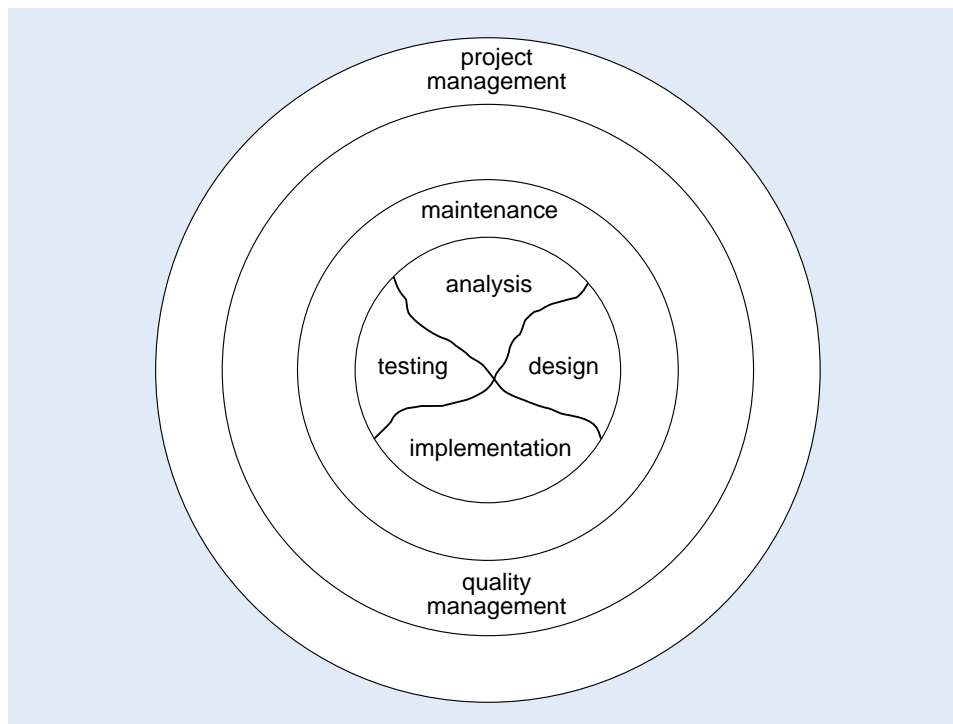 project
management
maintenance
analysis
testing
design
implementation
quality
management